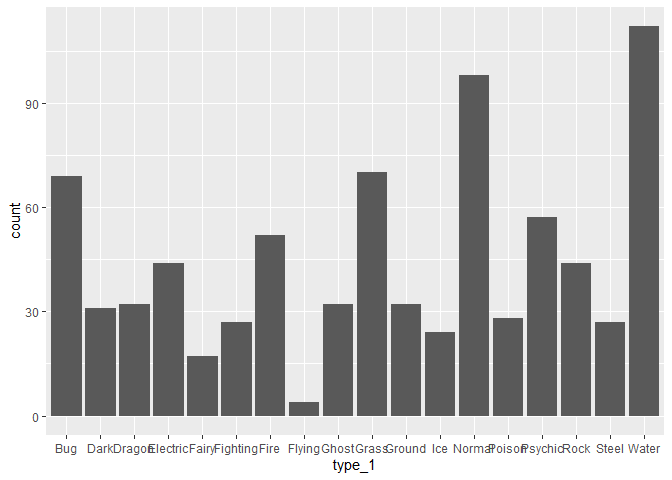 90
60
30
0
count
Bug Dark Dragon Electric Fairy Fighting Fire Flying Ghost Grass Ground Ice Normal Poison Psychic Rock Steel Water
type_1